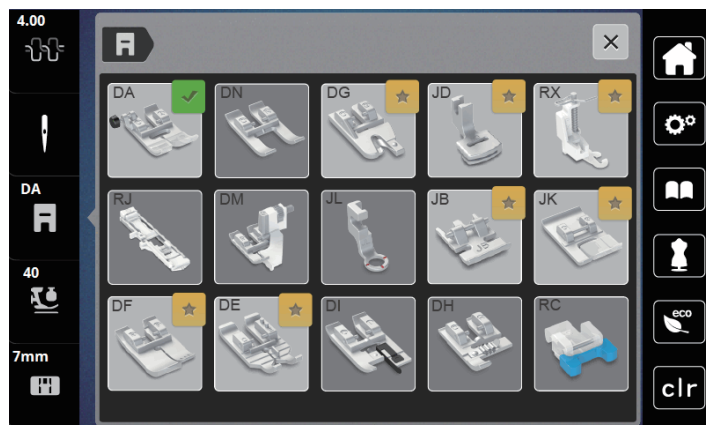 4.00
DA
DN
DG
JD
RX
DA
RJ
DM
JL
JB
JK
40
DF
DE
DI
DH
RC
eco
7mm
clr